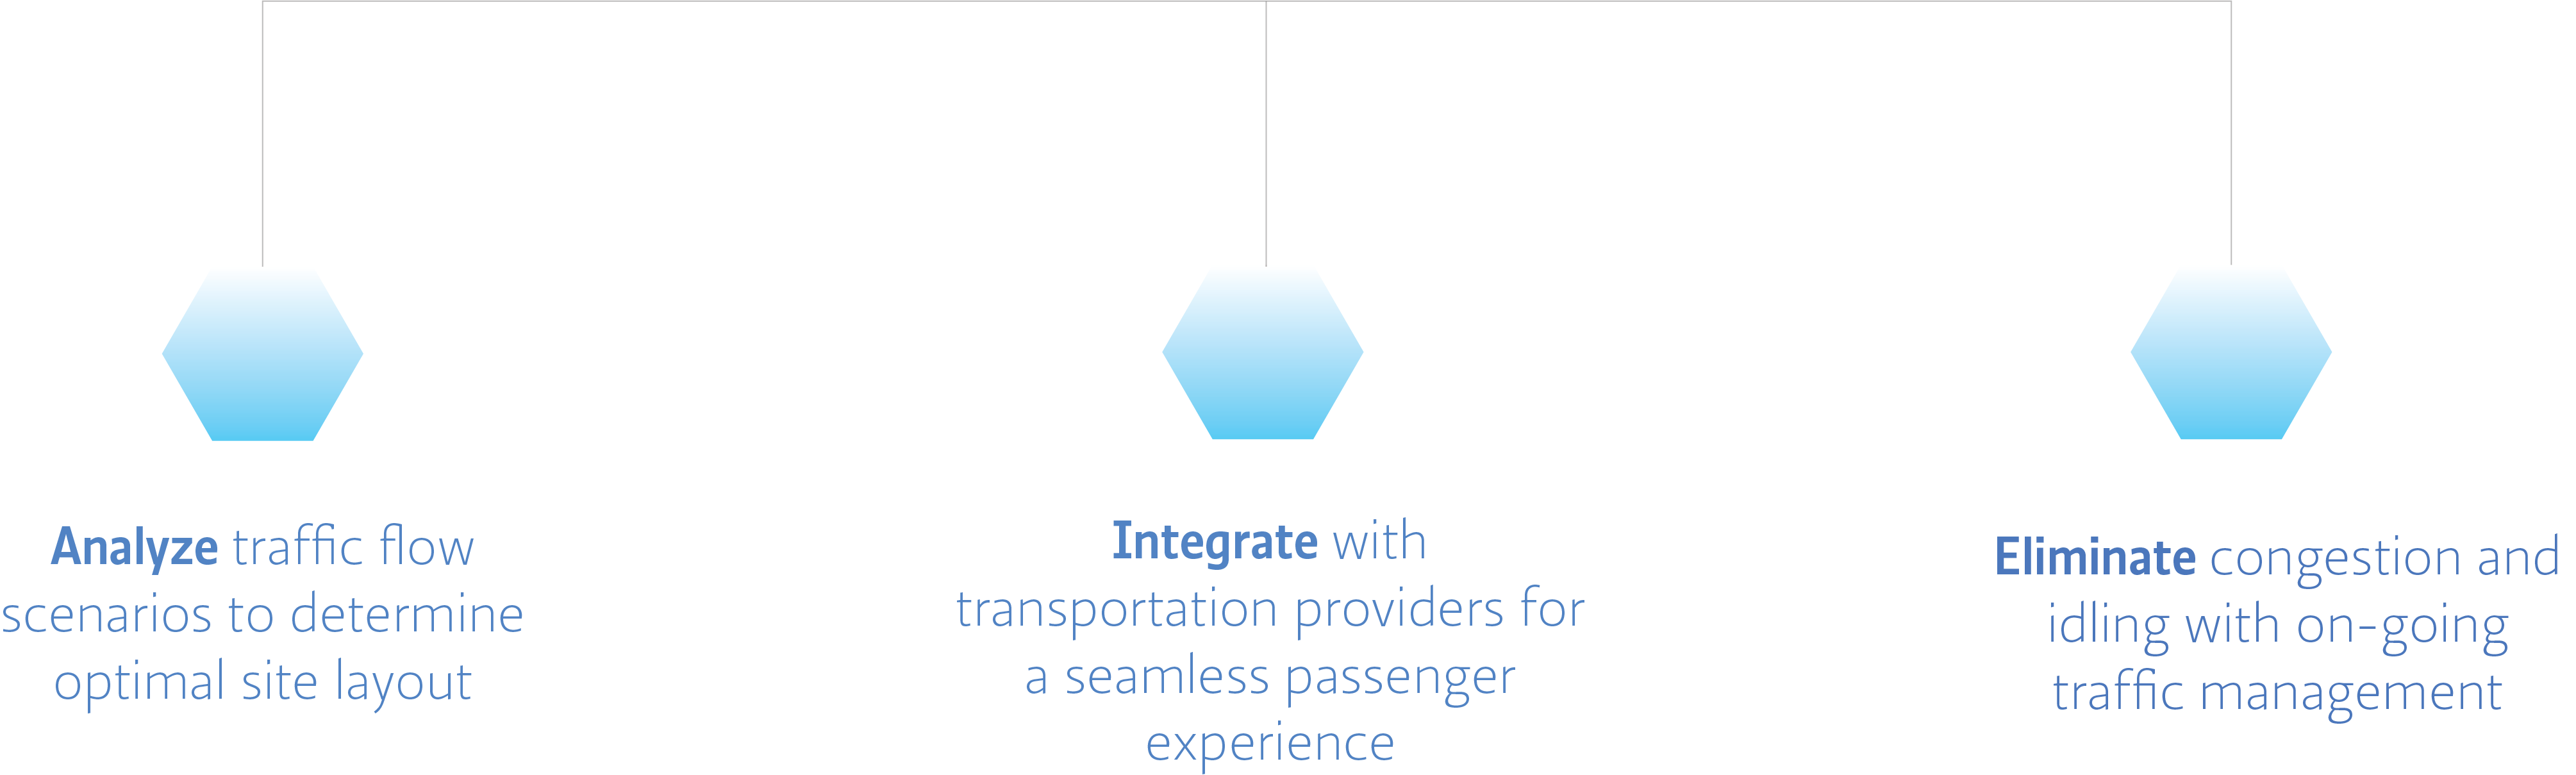 Analyze traffic flow
scenarios to determine
optimal site layout
Integrate with
transportation providers for
a seamless passenger
experience
Eliminate congestion and
idling with on-going
traffic management